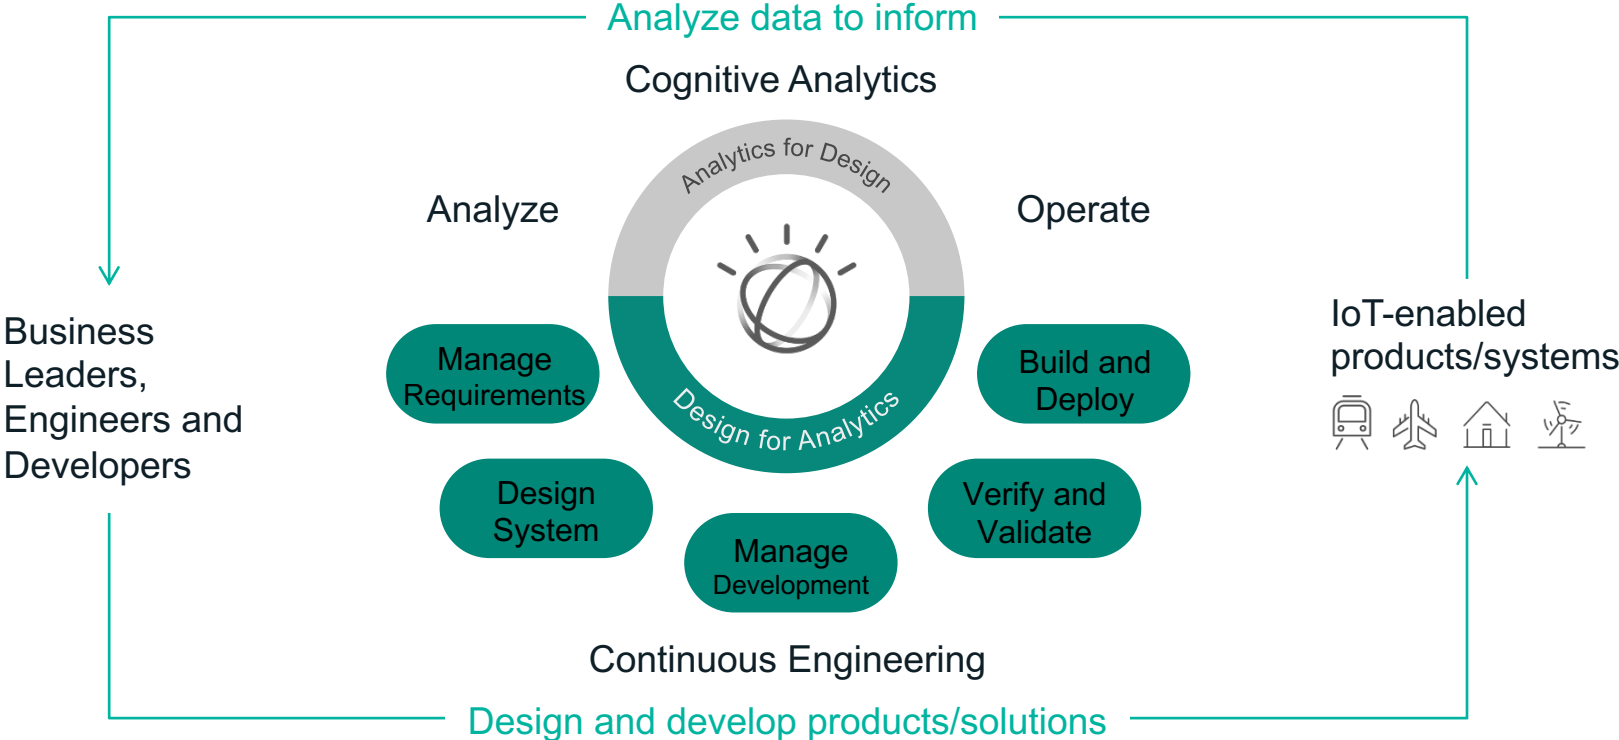 Analyze data to inform
Cognitive Analytics
Analytics for Design
Analyze
Operate
Business
Leaders,
Engineers and
Developers
IoT-enabled
products/systems
Manage
Requirements
Build and
Deploy
Design for Analytics
Design
System
Verify and
Validate
Manage
Development
Continuous Engineering
Design and develop products/solutions